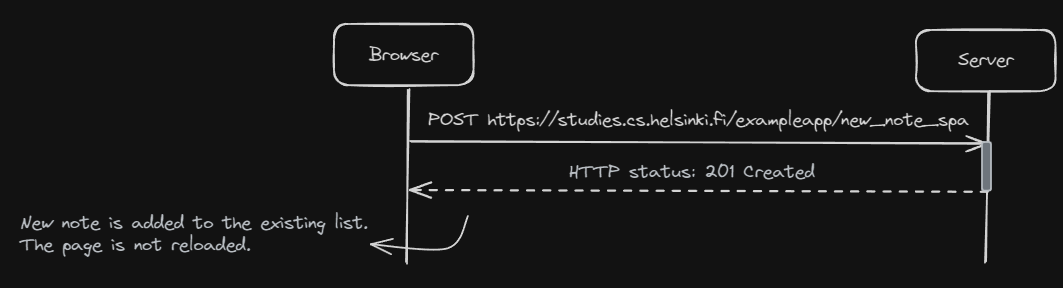 Browser
Server
POST https://studies.cs.helsinki.fi/exampleapp/new_note_spa
HTTP status: 201 Created
New note is added to the existing list.
The page is not reloaded.